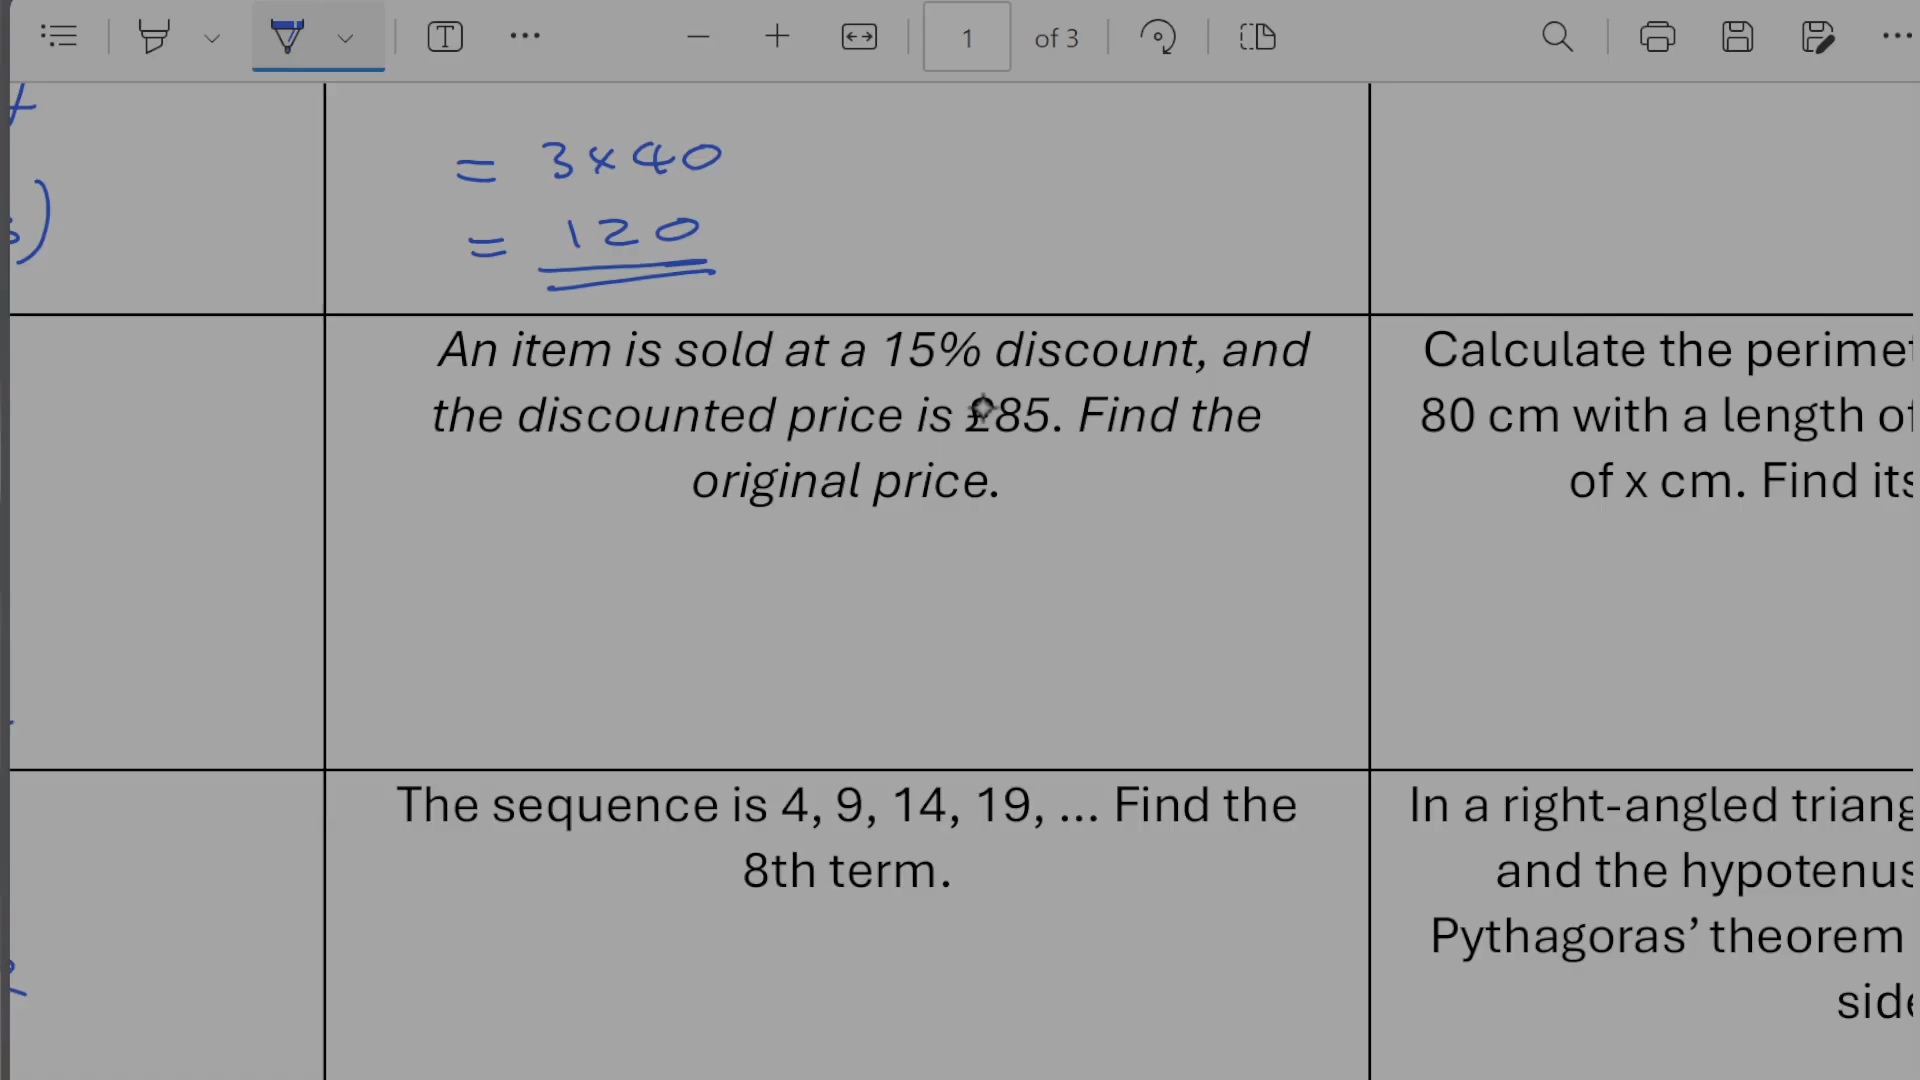 1 of 3
= 3 x 40
= 120
An item is sold at a 15% discount, and
the discounted price is £85. Find the
original price.
Calculate the perime
80 cm with a length of
of x cm. Find its
The sequence is 4, 9, 14, 19, ... Find the
8th term.
In a right-angled triang
and the hypotenus
Pythagoras’ theorem
side